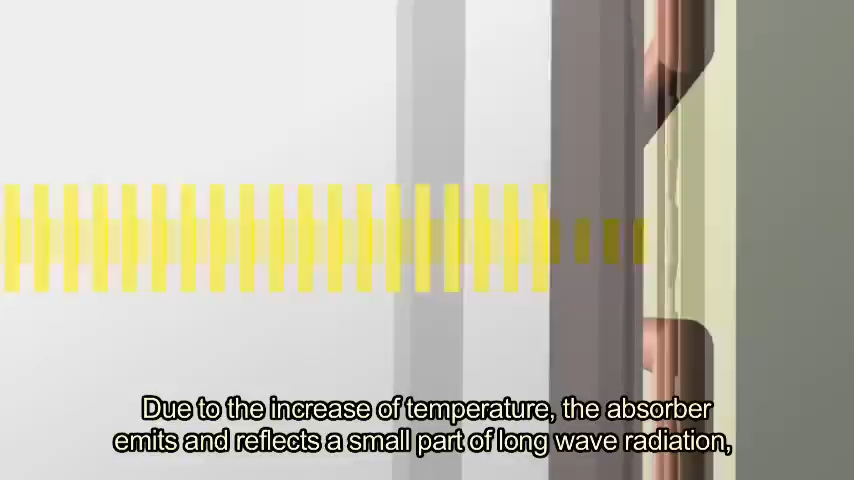 Due to the increase of temperature, the absorber
emits and reflects a small part of long wave radiation,